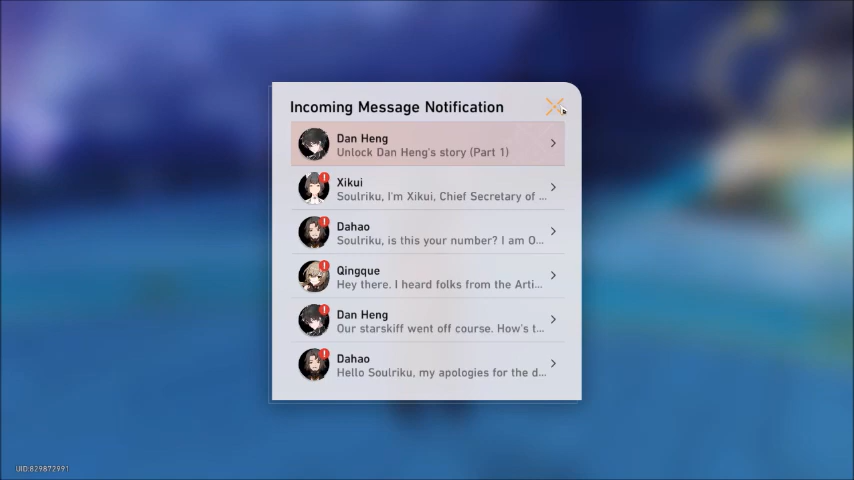 Incoming Message Notification
Dan Heng
Unlock Dan Heng's story (Part 1)
Xikui
Soulriku, I'm Xikui, Chief Secretary of ...
Dahao
Soulriku, is this your number? I am O...
Qingque
Hey there. I heard folks from the Arti...
Dan Heng
Our starskiff went off course. How's t...
Dahao
Hello Soulriku, my apologies for the d...
UID:829872991